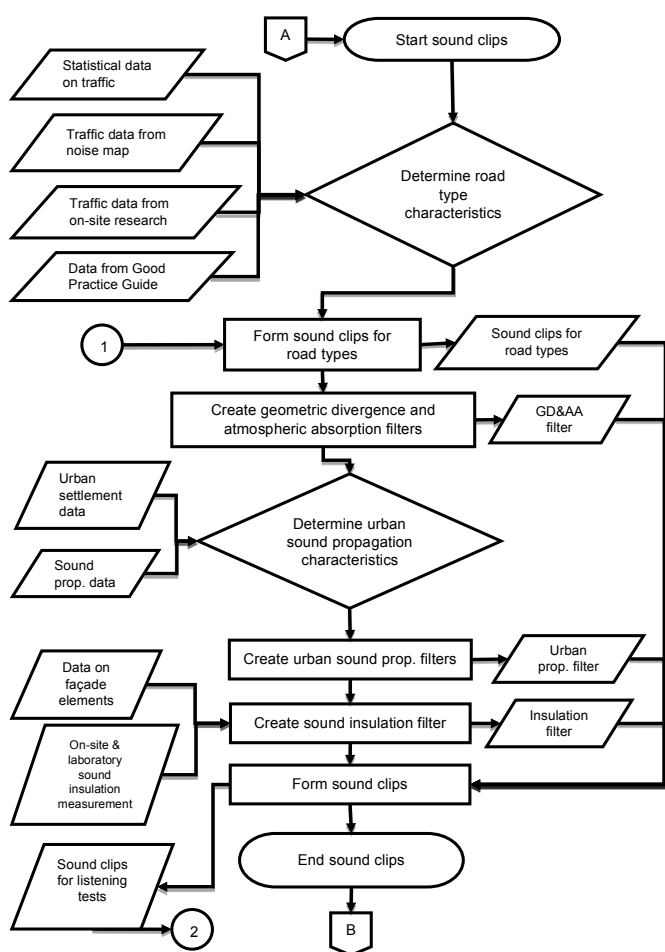 A
Start sound clips
Statistical data
on traffic
Traffic data from
noise map
Traffic data from
on-site research
Data from Good
Practice Guide
Determine road
type
characteristics
1
Form sound clips for
road types
Sound clips for
road types
Create geometric divergence and
atmospheric absorption filters
GD&AA
filter
Urban
settlement
data
Sound
prop. data
Determine urban
sound propagation
characteristics
Create urban sound prop. filters
Urban
prop. filter
Data on
façade
elements
On-site &
laboratory
sound
insulation
measurement
Create sound insulation filter
Insulation
filter
Form sound clips
Sound clips
for listening
tests
End sound clips
2
B